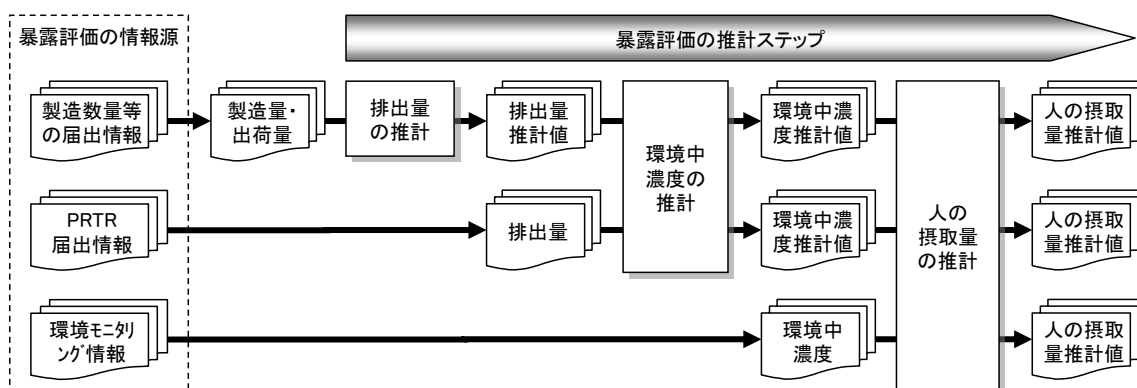 暴露評価の情報源
暴露評価の推計ステップ
製造数量等
の届出情報
製造量・
出荷量
排出量
の推計
排出量
推計値
環境中
濃度の
推計
環境中濃
度推計値
人の
摂取量
の推計
人の摂取
量推計値
PRTR
届出情報
排出量
環境中濃
度推計値
人の摂取
量推計値
環境ﾓﾆﾀﾘ
ﾝｸﾞ情報
環境中
濃度
人の摂取
量推計値